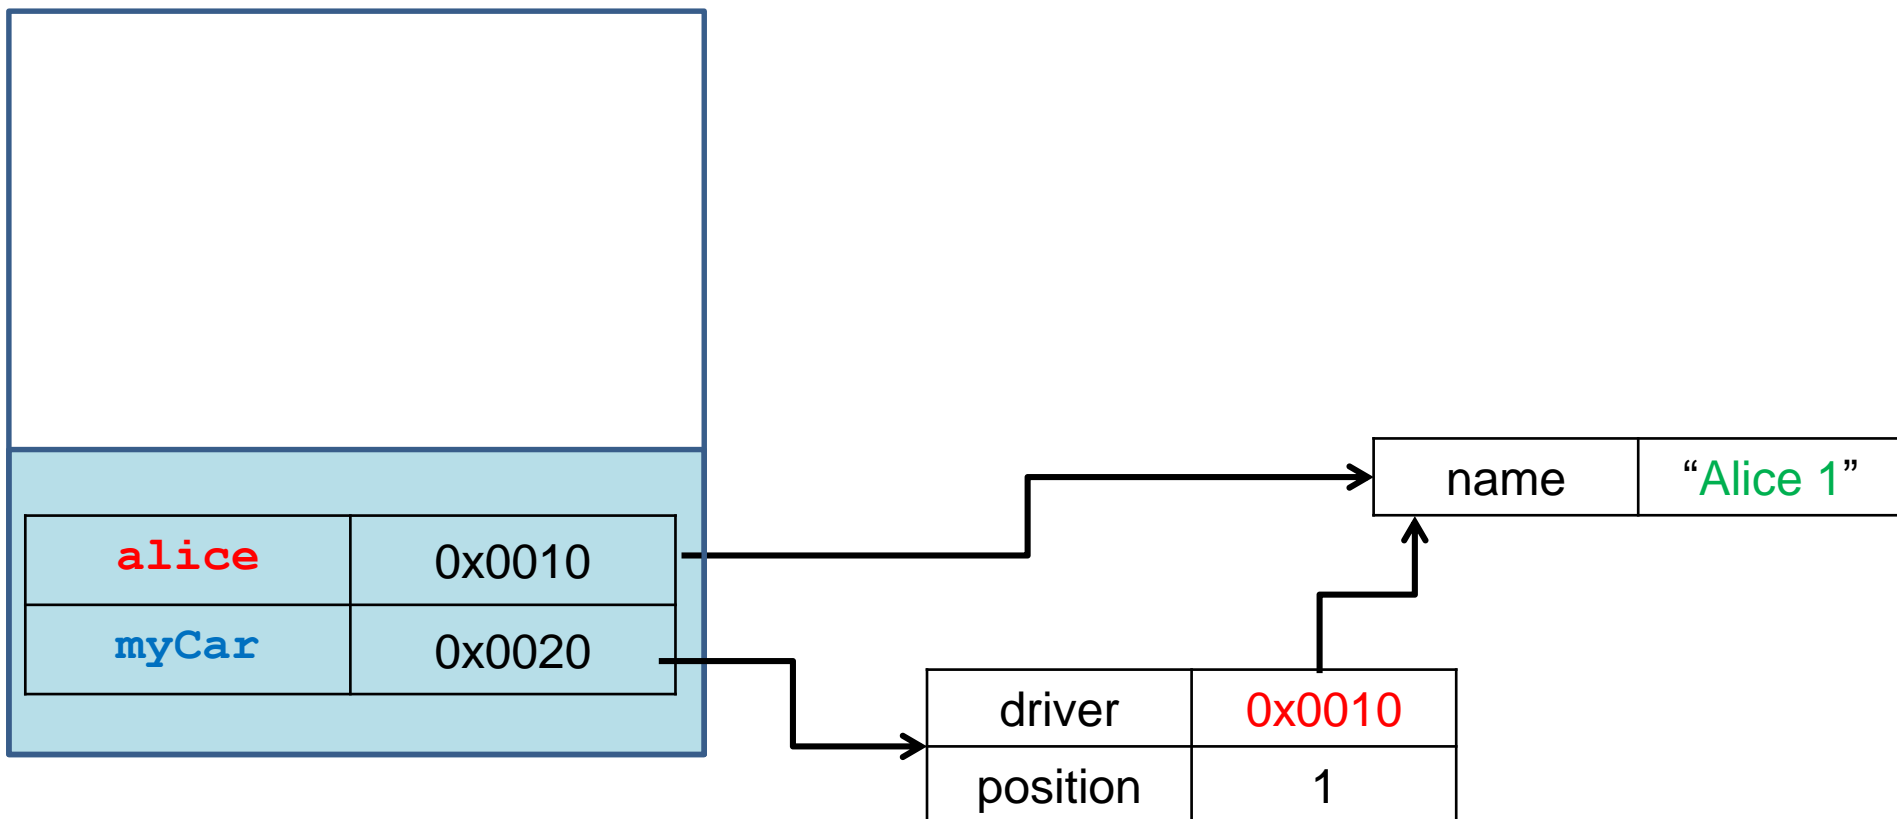 name “Alice 1”
alice 0x0010
myCar 0x0020
driver 0x0010
position 1